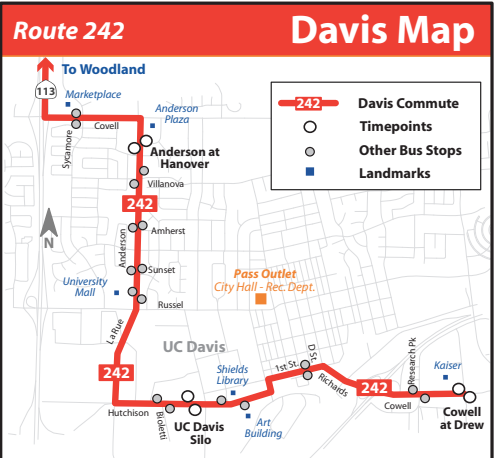 Route 242
Davis Map
To Woodland
113
Marketplace
Sycamore
Covell
Anderson
Plaza
Anderson at
Hanover
242
Davis Commute
Timepoints
Other Bus Stops
Landmarks
Villanova
242
Anderson
Amherst
N
Sunset
University
Mall
Russel
Pass Outlet
City Hall - Rec. Dept.
La Rue
UC Davis
242
Shields
Library
1st St.
D St.
Richards
242
Research Pk
Kaiser
Hutchison
Bioletti
UC Davis
Silo
Art
Building
Cowell
Cowell
at Drew